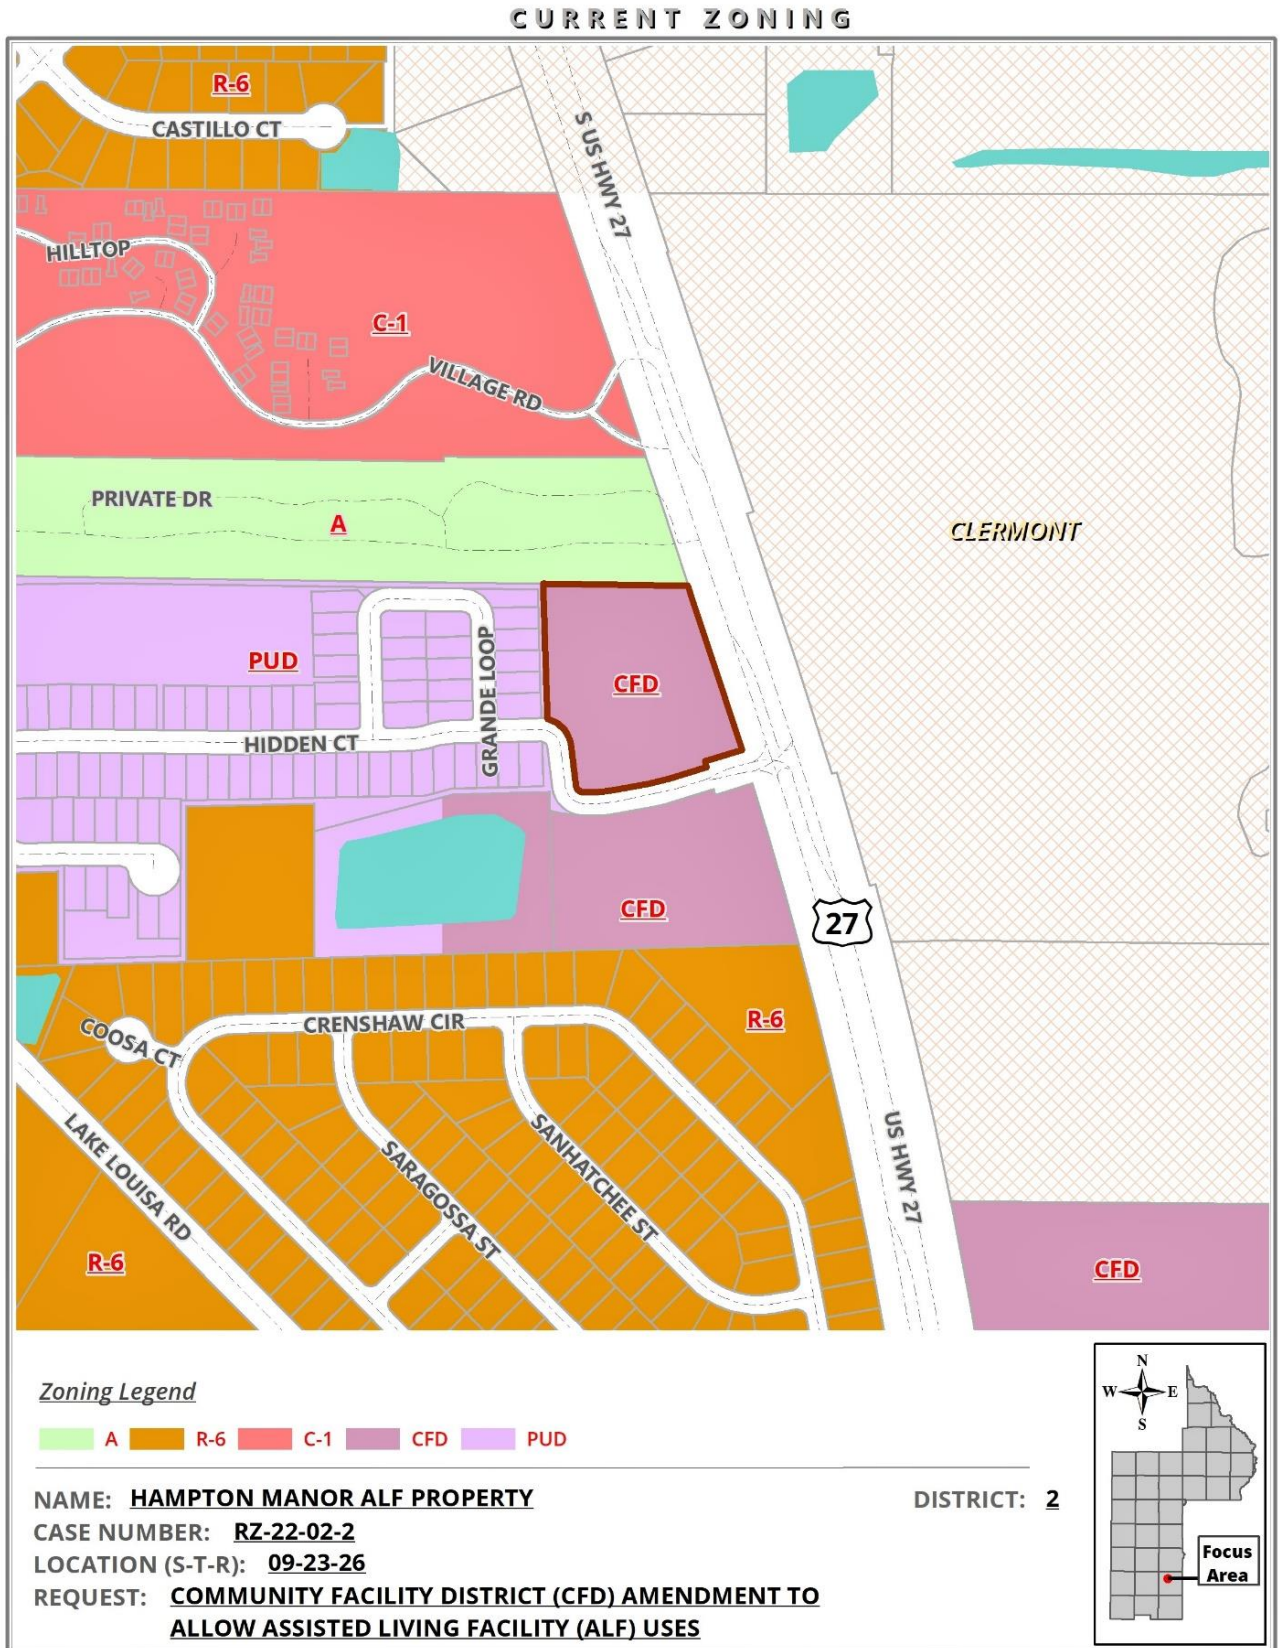 CURRENT ZONING
R-6
CASTILLO CT
S US HWY 27
HILLTOP
C-1
VILLAGE RD
PRIVATE DR
A
CLERMONT
PUD
GRANDE LOOP
CFD
HIDDEN CT
CFD
27
CRENSHAW CIR
R-6
COOSA CT
LAKE LOUISA RD
SARAGOSSA ST
SANHATCHEE ST
US HWY 27
R-6
CFD
Zoning Legend
A R-6 C-1 CFD PUD
N
W E
S
Focus
Area
NAME: HAMPTON MANOR ALF PROPERTY DISTRICT: 2
CASE NUMBER: RZ-22-02-2
LOCATION (S-T-R): 09-23-26
REQUEST: COMMUNITY FACILITY DISTRICT (CFD) AMENDMENT TO
ALLOW ASSISTED LIVING FACILITY (ALF) USES